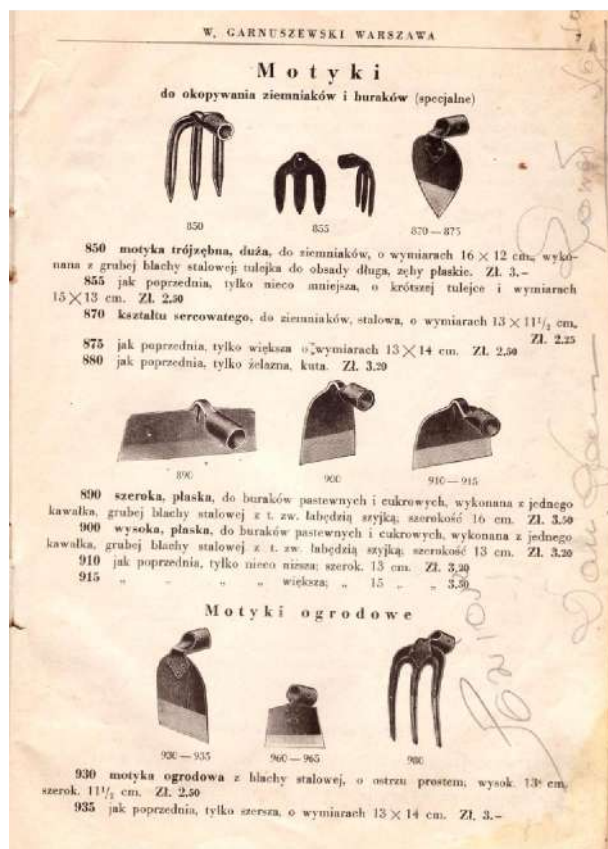 W. GARNUSZEWSKI WARSZAWA
Motyki
do okopywania ziemniaków i buraków (specjalne)
850
855
870—875
850 motyka trójzębna, duża, do ziemniaków, o wymiarach 16 × 12 cm, wyko-
nana z grubej blachy stalowej; tulejka do obsady długa, zęby płaskie. Zł. 3.–
855 jak poprzednia, tylko nieco mniejsza, o krótszej tulejce i wymiarach
15 × 13 cm. Zł. 2.50
870 kształtu sercowatego, do ziemniaków, stalowa, o wymiarach 13 × 11½ cm,
Zł. 2.25
875 jak poprzednia, tylko większa o wymiarach 13 × 14 cm. Zł. 2.50
880 jak poprzednia, tylko żelazna, kuta. Zł. 3.20
890
900
910—915
890 szeroka, płaska, do buraków pastewnych i cukrowych, wykonana z jednego
kawałka, grubej blachy stalowej z t. zw. łabędzią szyjką; szerokość 16 cm. Zł. 3.50
900 wysoka, płaska, do buraków pastewnych i cukrowych, wykonana z jednego
kawałka, grubej blachy stalowej z t. zw. łabędzią szyjką, szerokość 13 cm. Zł. 3.20
910 jak poprzednia, tylko nieco niższa; szerok. 13 cm. Zł. 3.20
915 „ „ „ „ większa; „ 15 „ „ 3.50
Motyki ogrodowe
930—935
960—965
980
930 motyka ogrodowa z blachy stalowej, o ostrzu prostem; wysok. 13 cm,
szerok. 11½ cm. Zł. 2.50
935 jak poprzednia, tylko szersza, o wymiarach 13 × 14 cm. Zł. 3.–